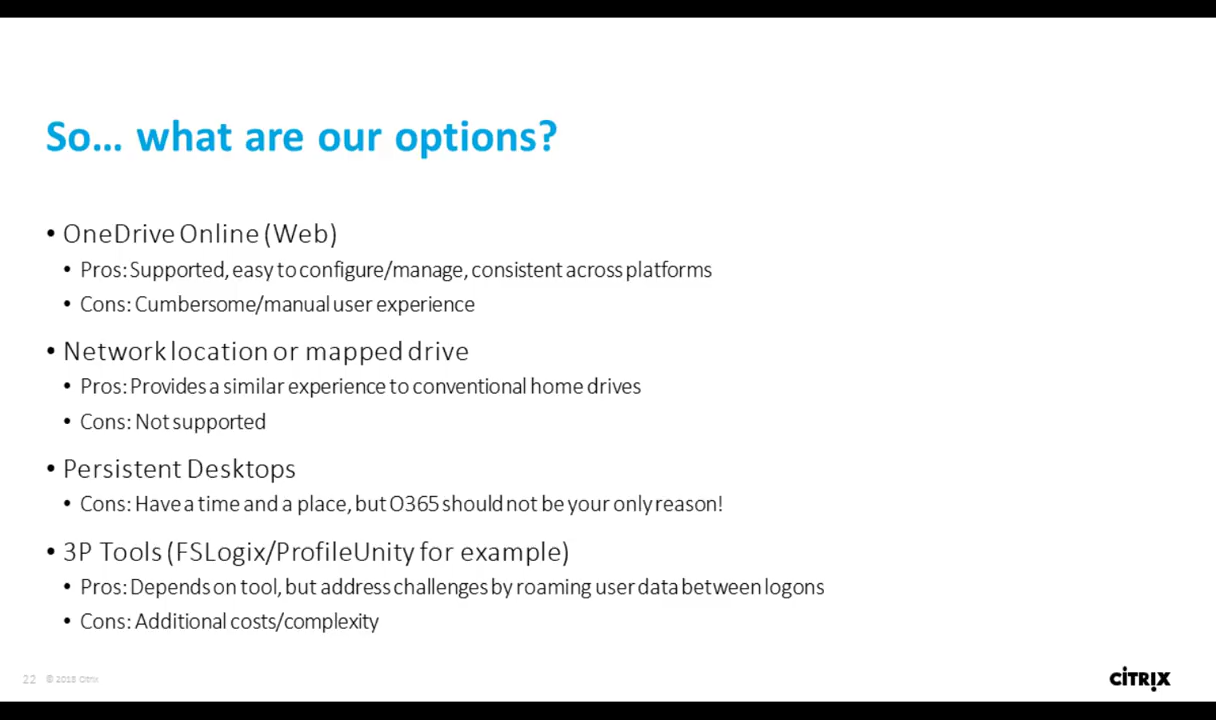 So... what are our options?
• OneDrive Online (Web)
• Pros: Supported, easy to configure/manage, consistent across platforms
• Cons: Cumbersome/manual user experience
• Network location or mapped drive
• Pros: Provides a similar experience to conventional home drives
• Cons: Not supported
• Persistent Desktops
• Cons: Have a time and a place, but O365 should not be your only reason!
• 3P Tools (FSLogix/ProfileUnity for example)
• Pros: Depends on tool, but address challenges by roaming user data between logons
• Cons: Additional costs/complexity
22 © 2018 Citrix
CITRIX